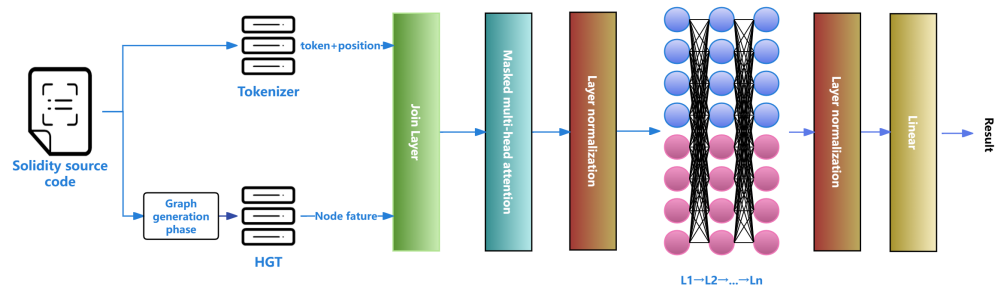 Solidity source
code
token+position
Tokenizer
Graph
generation
phase
HGT
Node fature
Join Layer
Masked multi-head attention
Layer normalization
L1→L2→...→Ln
Layer normalization
Linear
Result